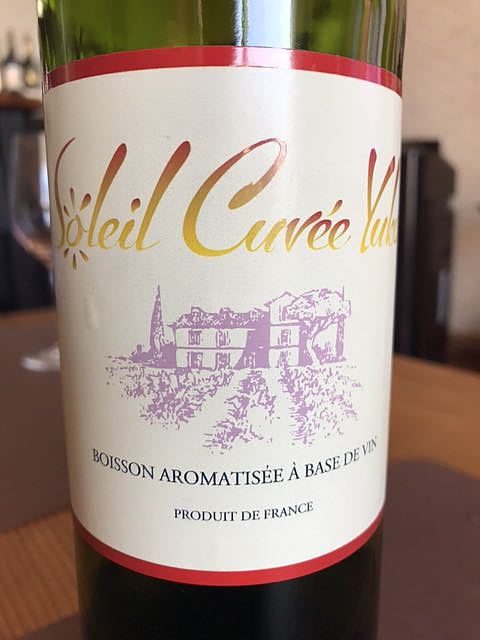 Soleil Cuvée
BOISSON AROMATISÉE À BASE DE VIN
PRODUIT DE FRANCE